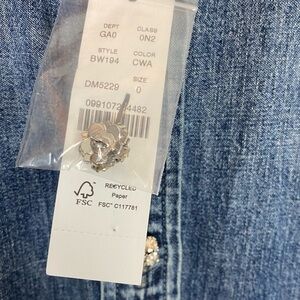 DEPT CLASS
GA0 0N2
STYLE COLOR
BW194 CWA
SIZE
DM5229 0
FSC
RECYCLED
Paper
FSC® C117781